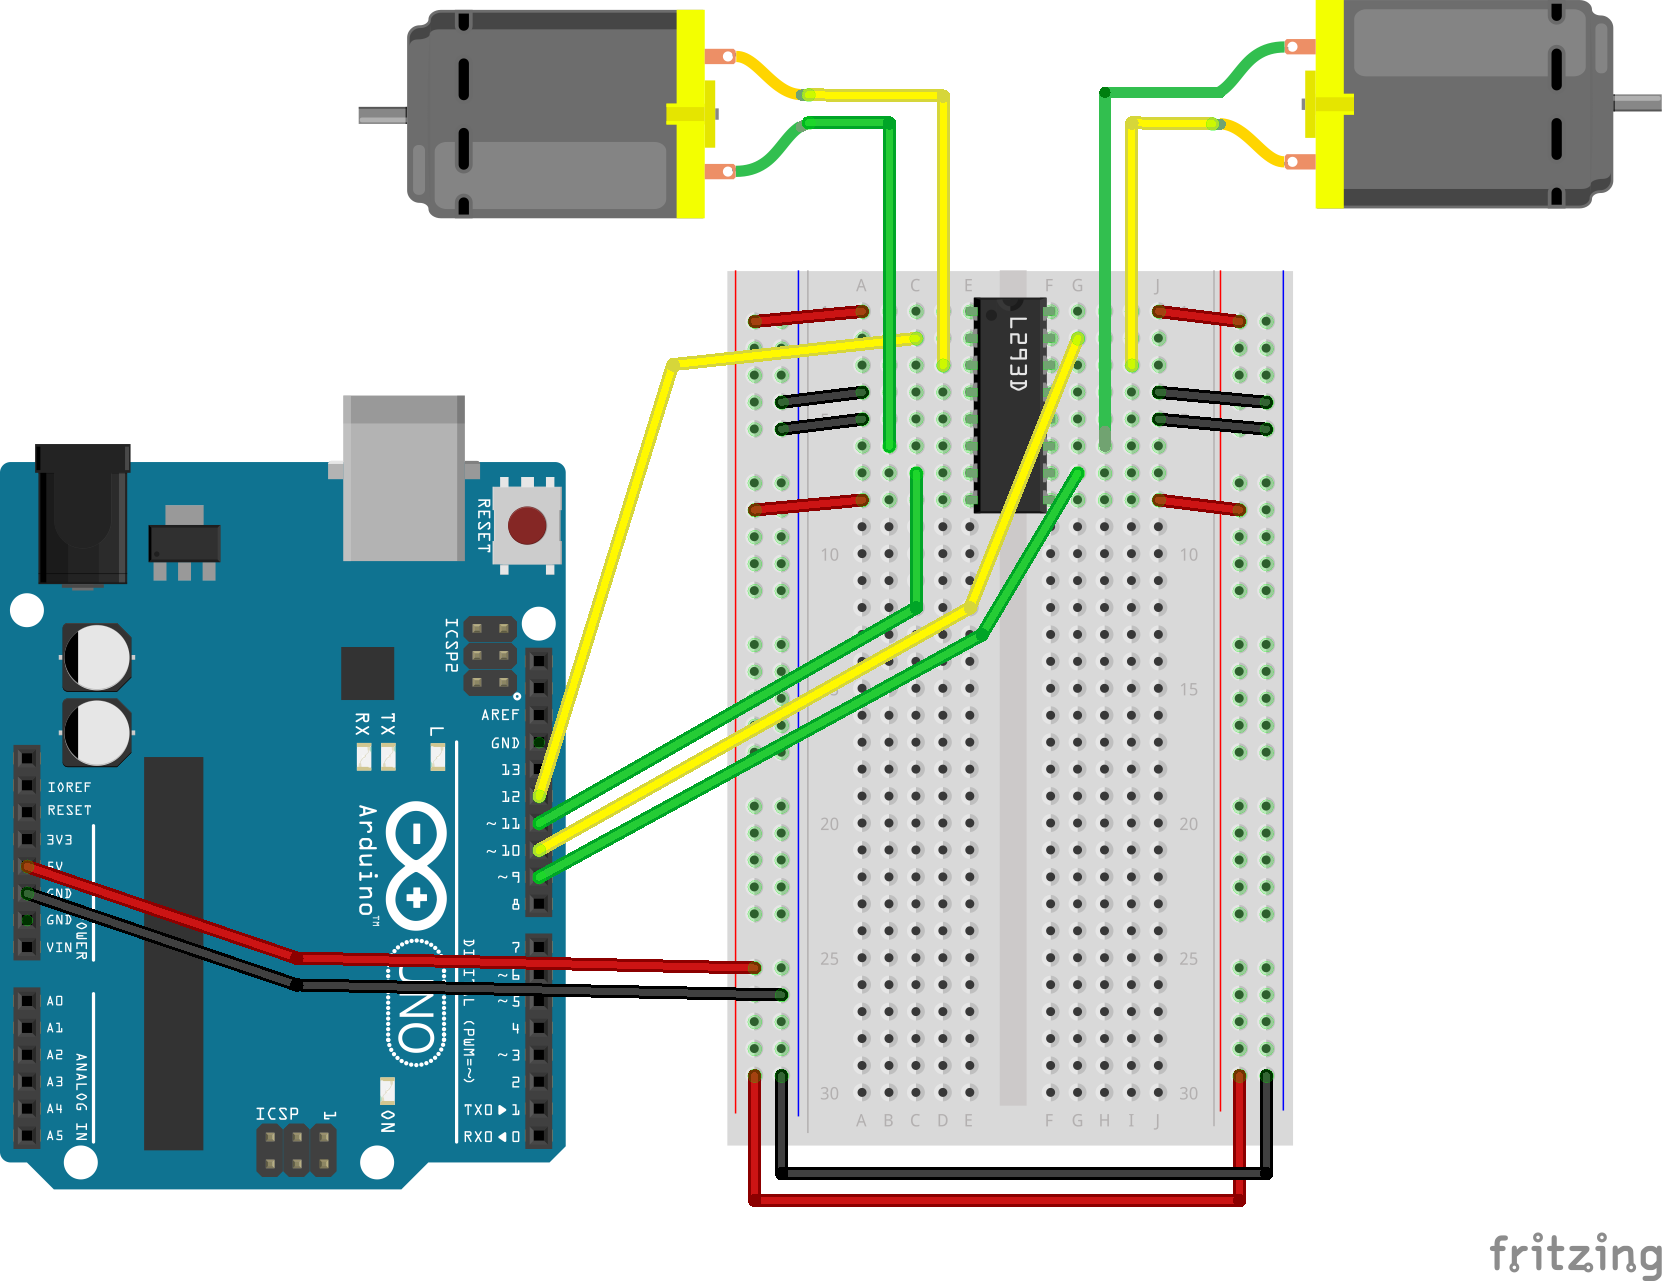 A C E F G J
L293D
RESET
10 10
ICSP2
AREF
GND
RX TX L
13
12
IOREF
~11
RESET
~10
3V3
~9
5V
8
GND
Arduino™
GND
VIN
POWER
7
~6
~5
UNO
DIGITAL (PWM=~)
4
~3
2
TX0▶1
RX0◀0
A0
A1
A2
A3
A4
A5
ANALOG IN
ICSP 1
ON
15 15
20 20
25 25
30 30
A B C D E F G H I J
fritzing